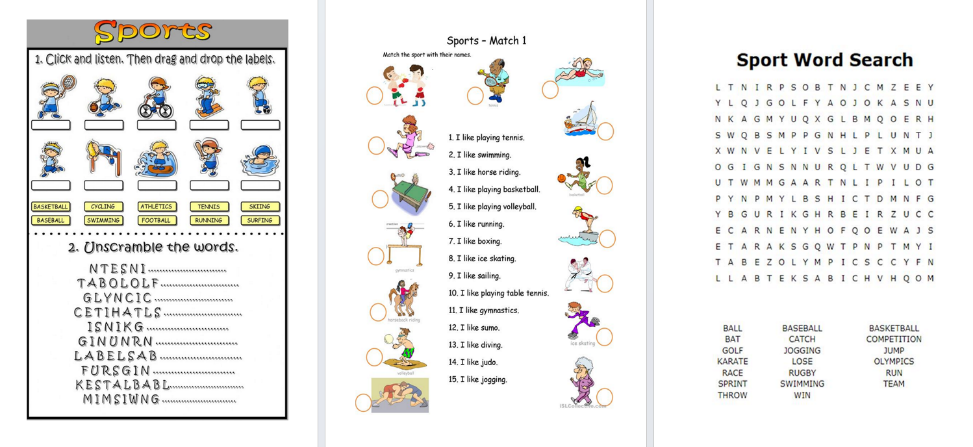 Sports
1. Click and listen. Then drag and drop the labels.
BASKETBALL CYCLING ATHLETICS TENNIS SKIING
BASEBALL SWIMMING FOOTBALL RUNNING SURFING
2. Unscramble the words.
NTESNI
TABOLOLF
GLYNCIC
CETIHATLS
ISNIKG
GINUNRN
LABELSAB
FURSGIN
KESTALBABL
MIMSIWNG
Sports – Match 1
Match the sport with their names.
1. I like playing tennis.
2. I like swimming.
3. I like horse riding.
4. I like playing basketball.
5. I like playing volleyball.
6. I like running.
7. I like boxing.
8. I like ice skating.
9. I like sailing.
10. I like playing table tennis.
11. I like gymnastics.
12. I like sumo.
13. I like diving.
14. I like judo.
15. I like jogging.
gymnastics
horseback riding
volleyball
ice skating
Sport Word Search
L T N I R P S O B T N J C M Z E E Y
Y L Q J G O L F Y A O J O K A S N U
N K A G M Y U Q X G L B M Q O E R H
S W Q B S M P P G N H L P L U N T J
X W N V E L Y I V S L J E T X M U A
O G I G N S N N U R Q L T W V U D G
U T W M M G A A R T N L I P I L O T
P Y N P M Y L B S H I C T D M N F G
Y B G U R I K G H R B E I R Z U C C
E C A R N E N Y H O F Q O E W A J S
E T A R A K S G Q W T P N P T M Y I
T A B E Z O L Y M P I C S C C Y F N
L L A B T E K S A B I C H V H Q O M
BALL BASEBALL BASKETBALL
BAT CATCH COMPETITION
GOLF JOGGING JUMP
KARATE LOSE OLYMPICS
RACE RUGBY RUN
SPRINT SWIMMING TEAM
THROW WIN